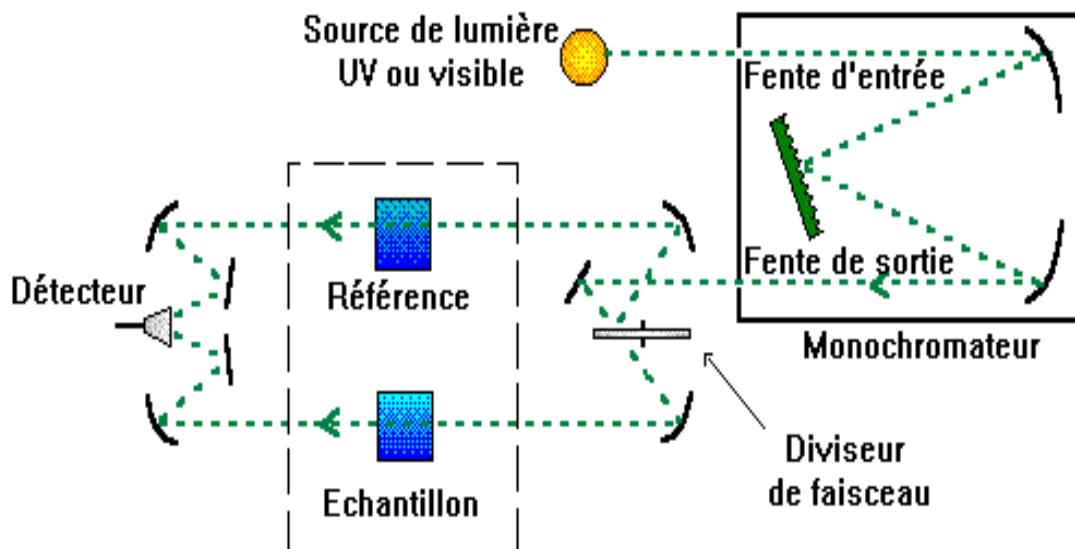 Source de lumière
UV ou visible
Fente d'entrée
Fente de sortie
Monochromateur
Détecteur
Référence
Echantillon
Diviseur
de faisceau